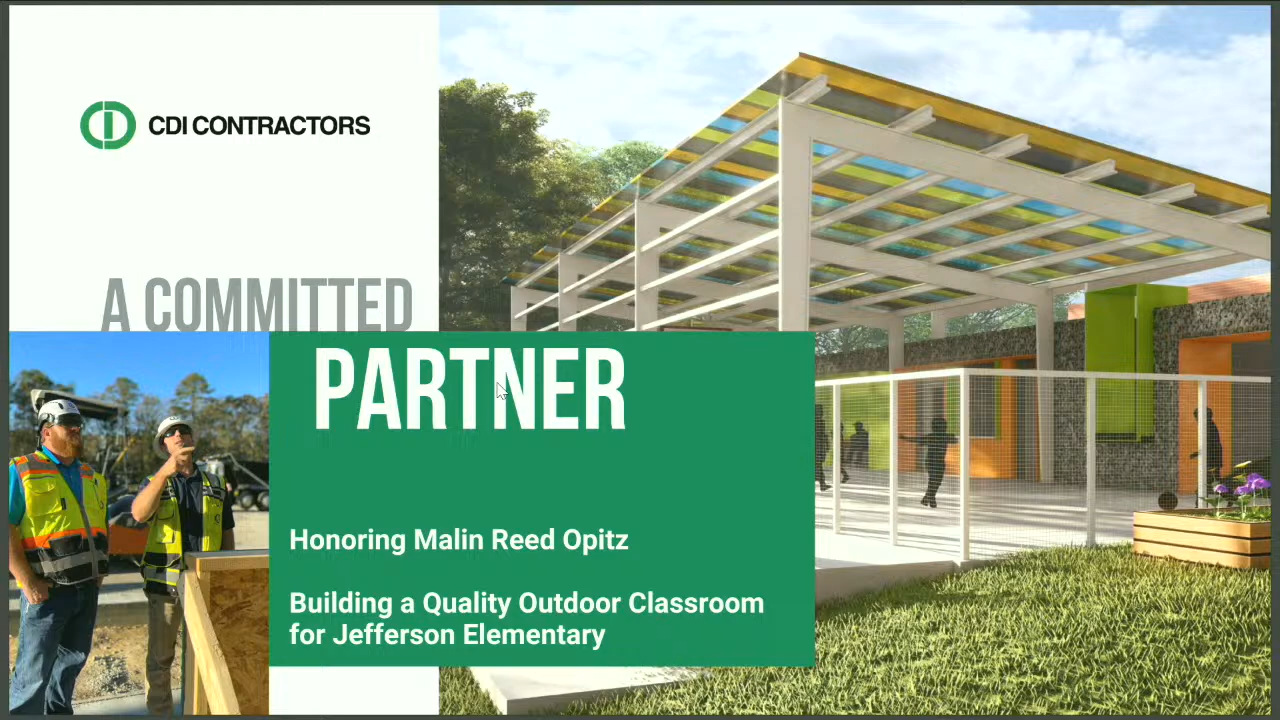 CDI CONTRACTORS
A COMMITTED
PARTNER
Honoring Malin Reed Opitz
Building a Quality Outdoor Classroom
for Jefferson Elementary